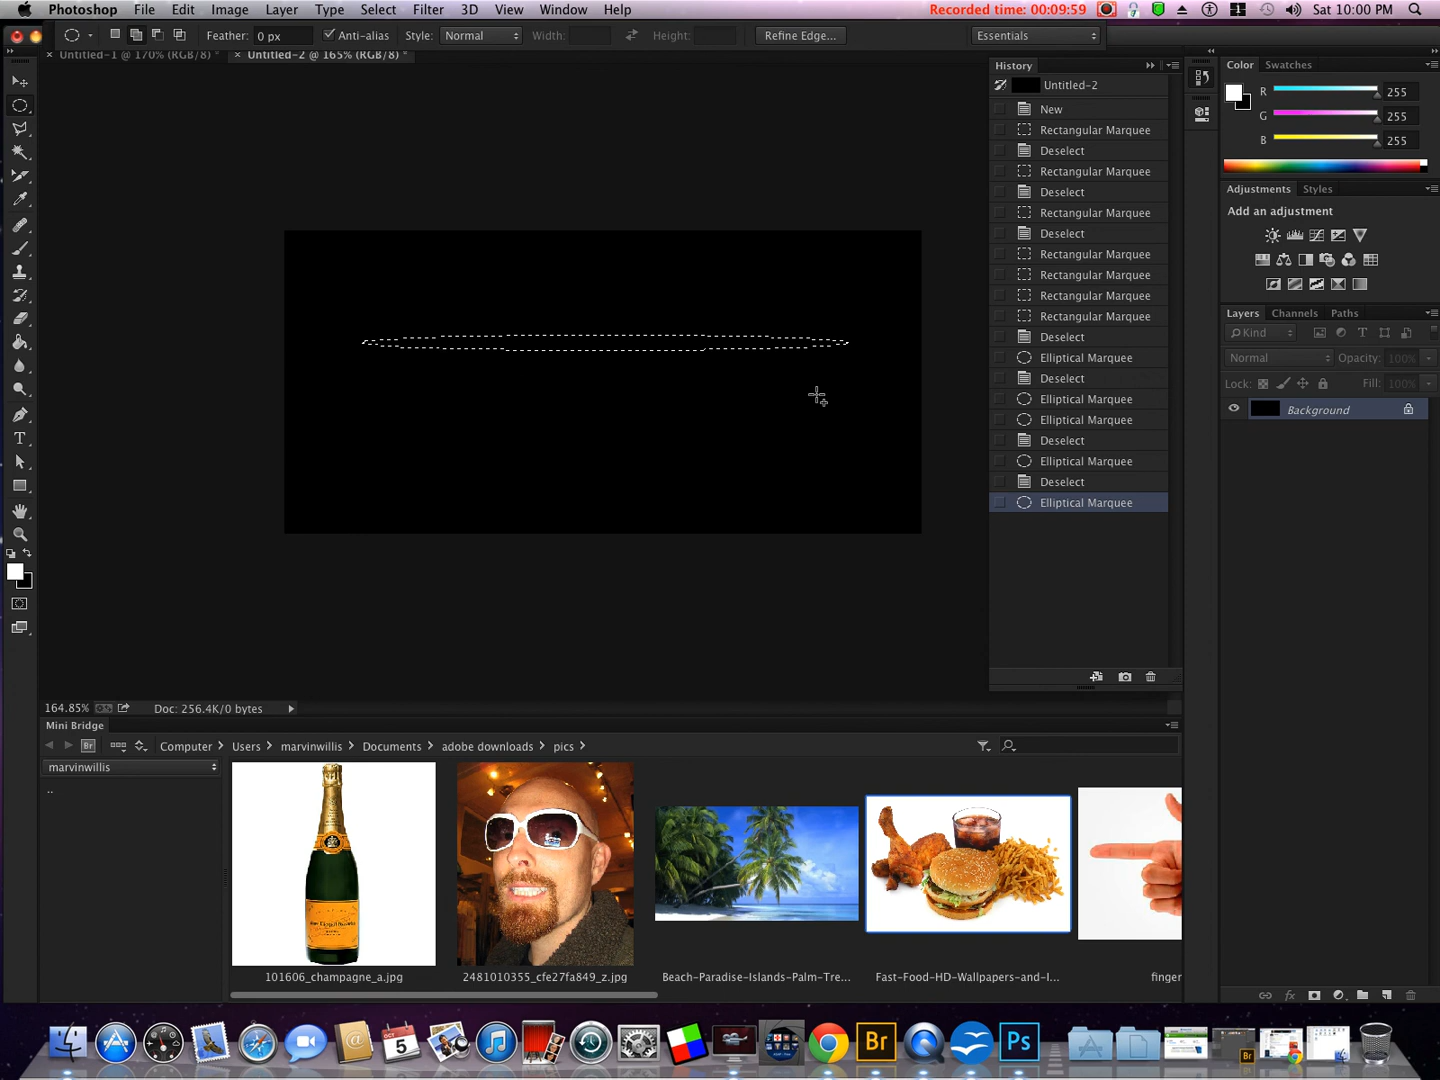 Photoshop File Edit Image Layer Type Select Filter 3D View Window Help Recorded time: 00:09:59 1 Sat 10:00 PM
Feather: 0 px Anti-alias Style: Normal Width: Height: Refine Edge... Essentials
× Untitled-1 @ 170% (RGB/8) * × Untitled-2 @ 165% (RGB/8) *
History
Untitled-2
New
Rectangular Marquee
Deselect
Rectangular Marquee
Deselect
Rectangular Marquee
Deselect
Rectangular Marquee
Rectangular Marquee
Rectangular Marquee
Rectangular Marquee
Deselect
Elliptical Marquee
Deselect
Elliptical Marquee
Elliptical Marquee
Deselect
Elliptical Marquee
Deselect
Elliptical Marquee
Color Swatches
R 255
G 255
B 255
Adjustments Styles
Add an adjustment
Layers Channels Paths
Kind
Normal Opacity: 100%
Lock: Fill: 100%
Background
T
164.85% Doc: 256.4K/0 bytes
Mini Bridge
Br Computer Users marvinwillis Documents adobe downloads pics
marvinwillis
..
101606_champagne_a.jpg
2481010355_cfe27fa849_z.jpg
Beach-Paradise-Islands-Palm-Tre...
Fast-Food-HD-Wallpapers-and-I...
finger
fx
OCT
5
Br
Ps
Br